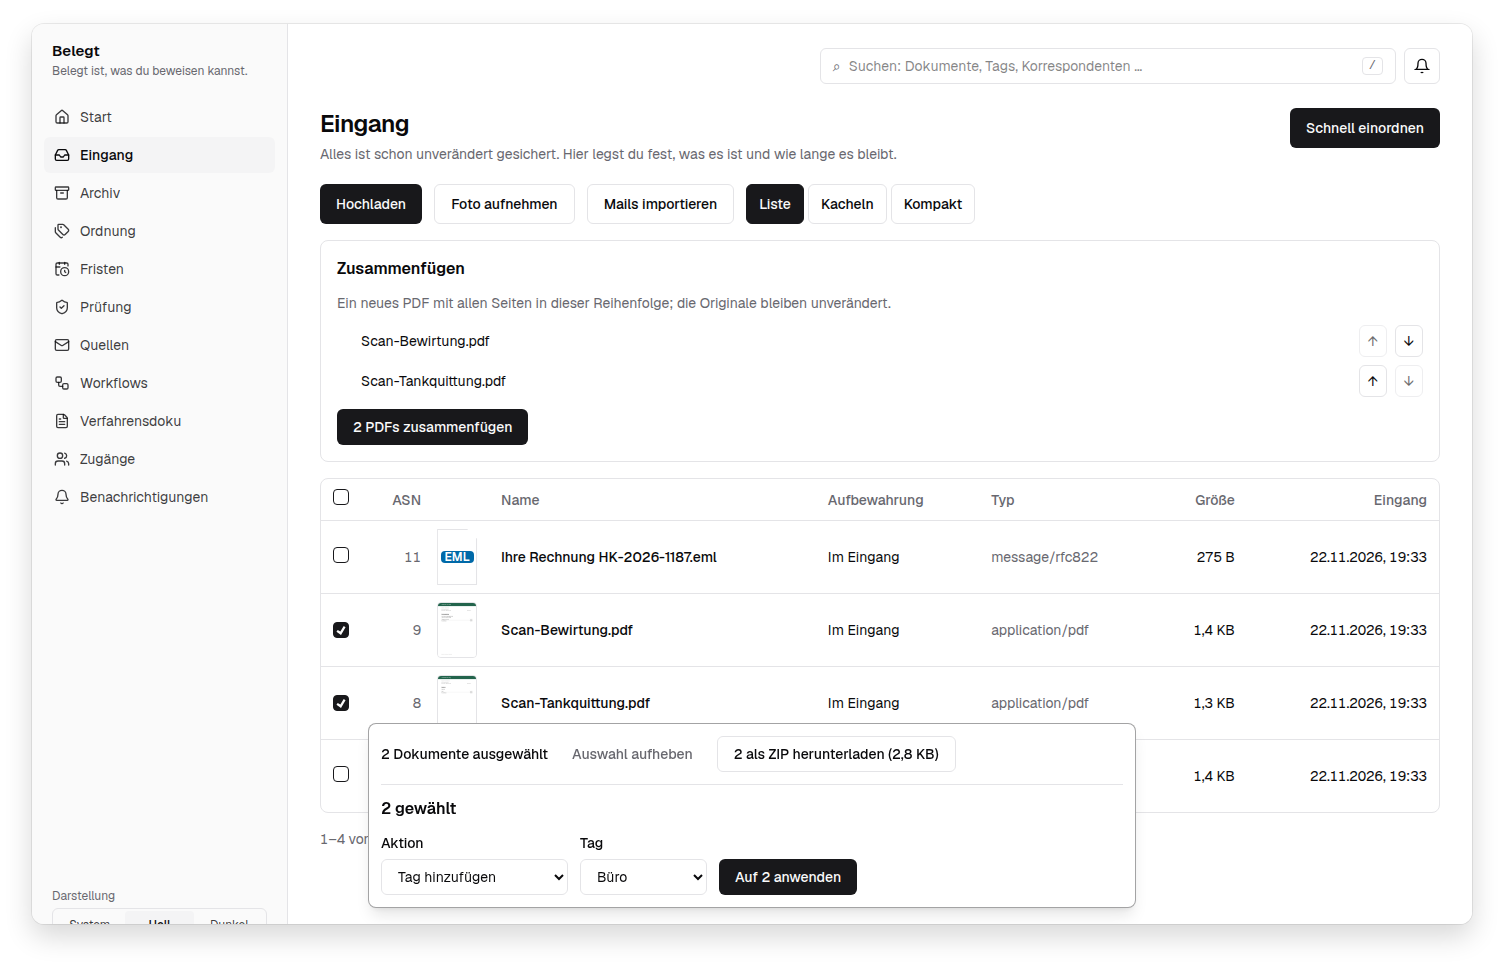 Belegt
Belegt ist, was du beweisen kannst.
Start
Eingang
Archiv
Ordnung
Fristen
Prüfung
Quellen
Workflows
Verfahrensdoku
Zugänge
Benachrichtigungen
Darstellung
System Hell Dunkel
Suchen: Dokumente, Tags, Korrespondenten … /
Eingang
Schnell einordnen
Alles ist schon unverändert gesichert. Hier legst du fest, was es ist und wie lange es bleibt.
Hochladen Foto aufnehmen Mails importieren Liste Kacheln Kompakt
Zusammenfügen
Ein neues PDF mit allen Seiten in dieser Reihenfolge; die Originale bleiben unverändert.
Scan-Bewirtung.pdf
Scan-Tankquittung.pdf
2 PDFs zusammenfügen
ASN Name Aufbewahrung Typ Größe Eingang
11 EML Ihre Rechnung HK-2026-1187.eml Im Eingang message/rfc822 275 B 22.11.2026, 19:33
9 Scan-Bewirtung.pdf Im Eingang application/pdf 1,4 KB 22.11.2026, 19:33
8 Scan-Tankquittung.pdf Im Eingang application/pdf 1,3 KB 22.11.2026, 19:33
1,4 KB 22.11.2026, 19:33
1–4 von
2 Dokumente ausgewählt Auswahl aufheben 2 als ZIP herunterladen (2,8 KB)
2 gewählt
Aktion Tag
Tag hinzufügen Büro Auf 2 anwenden